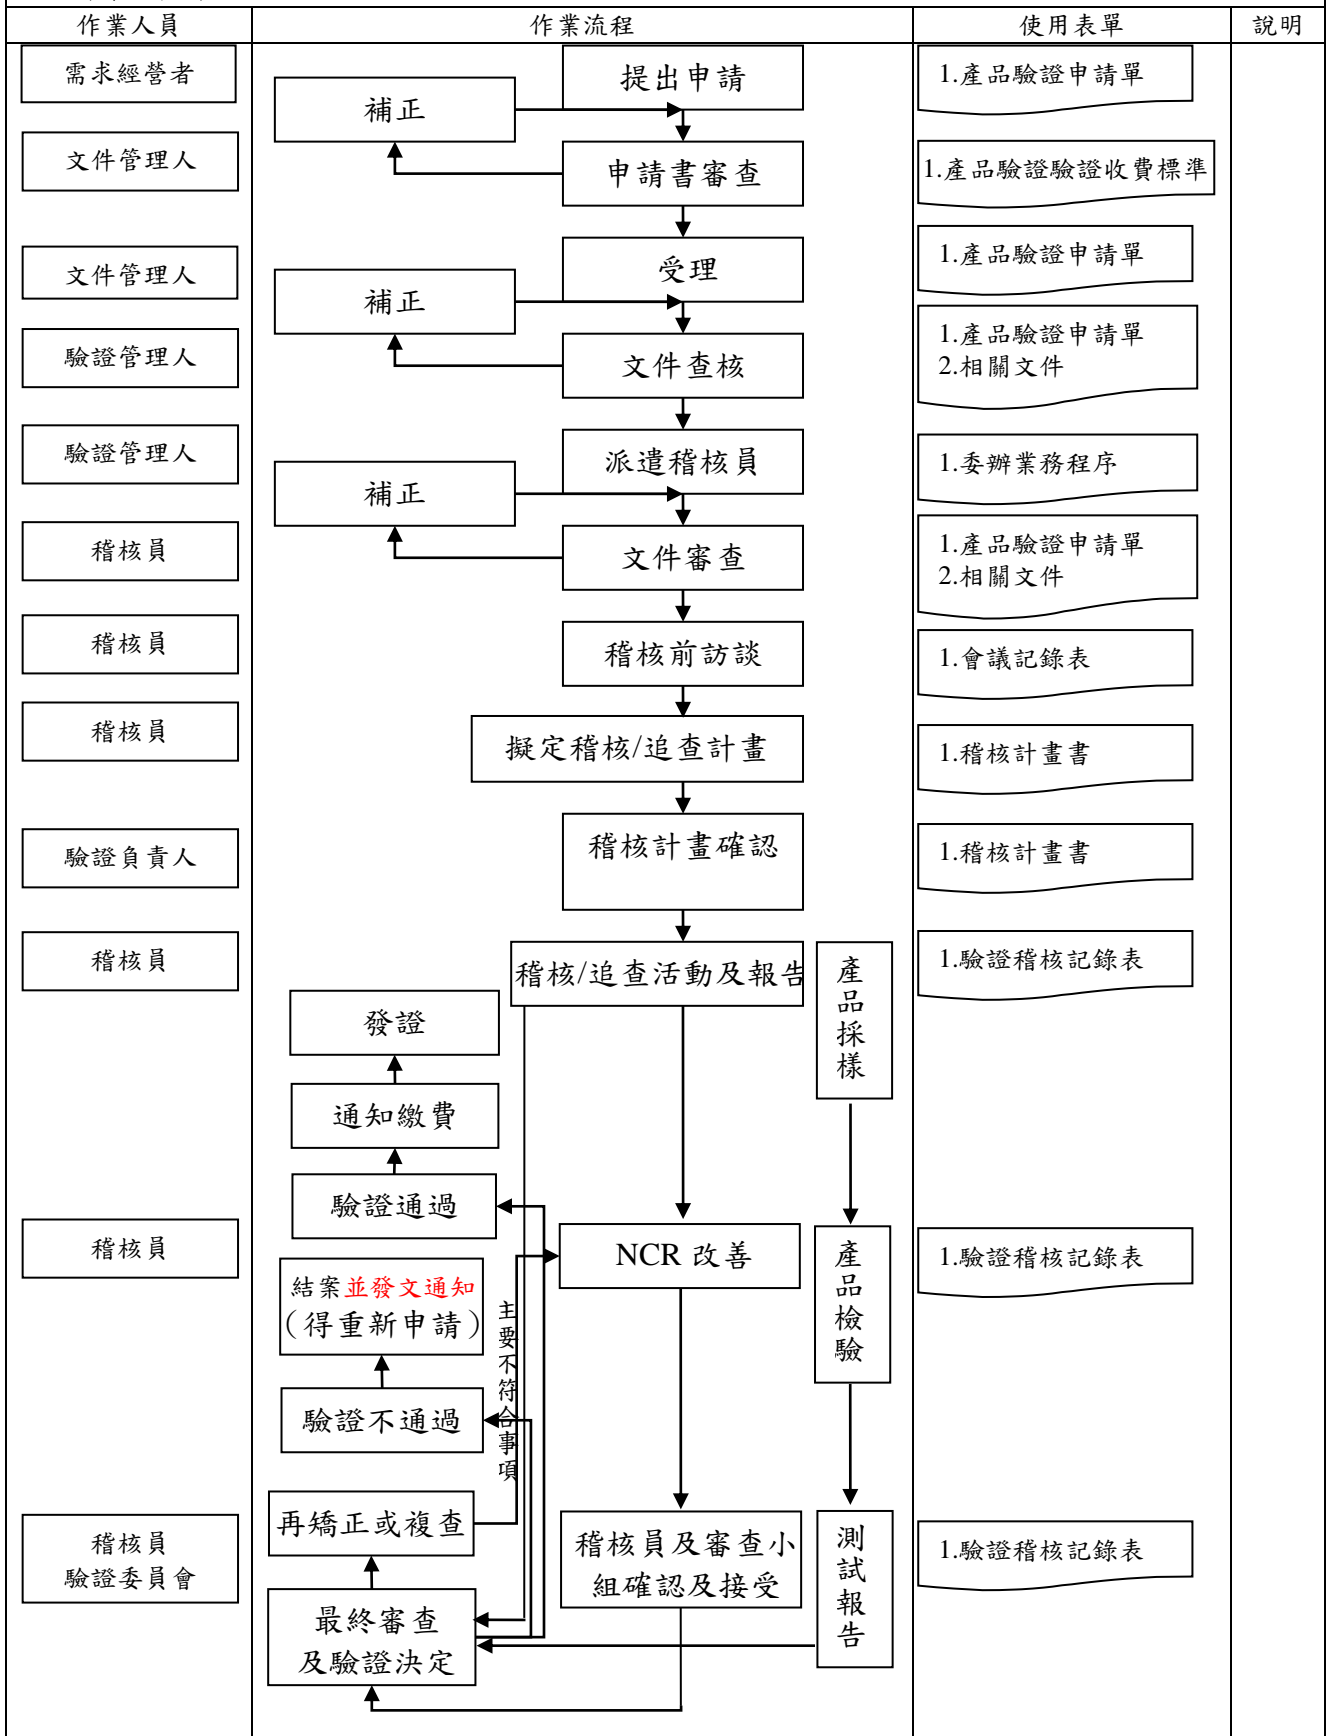 作業人員
作業流程
使用表單
說明
需求經營者
提出申請
1.產品驗證申請單
補正
文件管理人
申請書審查
1.產品驗證驗證收費標準
文件管理人
受理
1.產品驗證申請單
補正
驗證管理人
文件查核
1.產品驗證申請單
2.相關文件
驗證管理人
派遣稽核員
1.委辦業務程序
補正
稽核員
文件審查
1.產品驗證申請單
2.相關文件
稽核員
稽核前訪談
1.會議記錄表
稽核員
擬定稽核/追查計畫
1.稽核計畫書
驗證負責人
稽核計畫確認
1.稽核計畫書
稽核員
稽核/追查活動及報告
產品採樣
1.驗證稽核記錄表
發證
通知繳費
驗證通過
稽核員
NCR 改善
產品檢驗
1.驗證稽核記錄表
結案並發文通知
(得重新申請)
主要不符合事項
驗證不通過
再矯正或複查
稽核員
驗證委員會
稽核員及審查小
組確認及接受
測試報告
1.驗證稽核記錄表
最終審查
及驗證決定